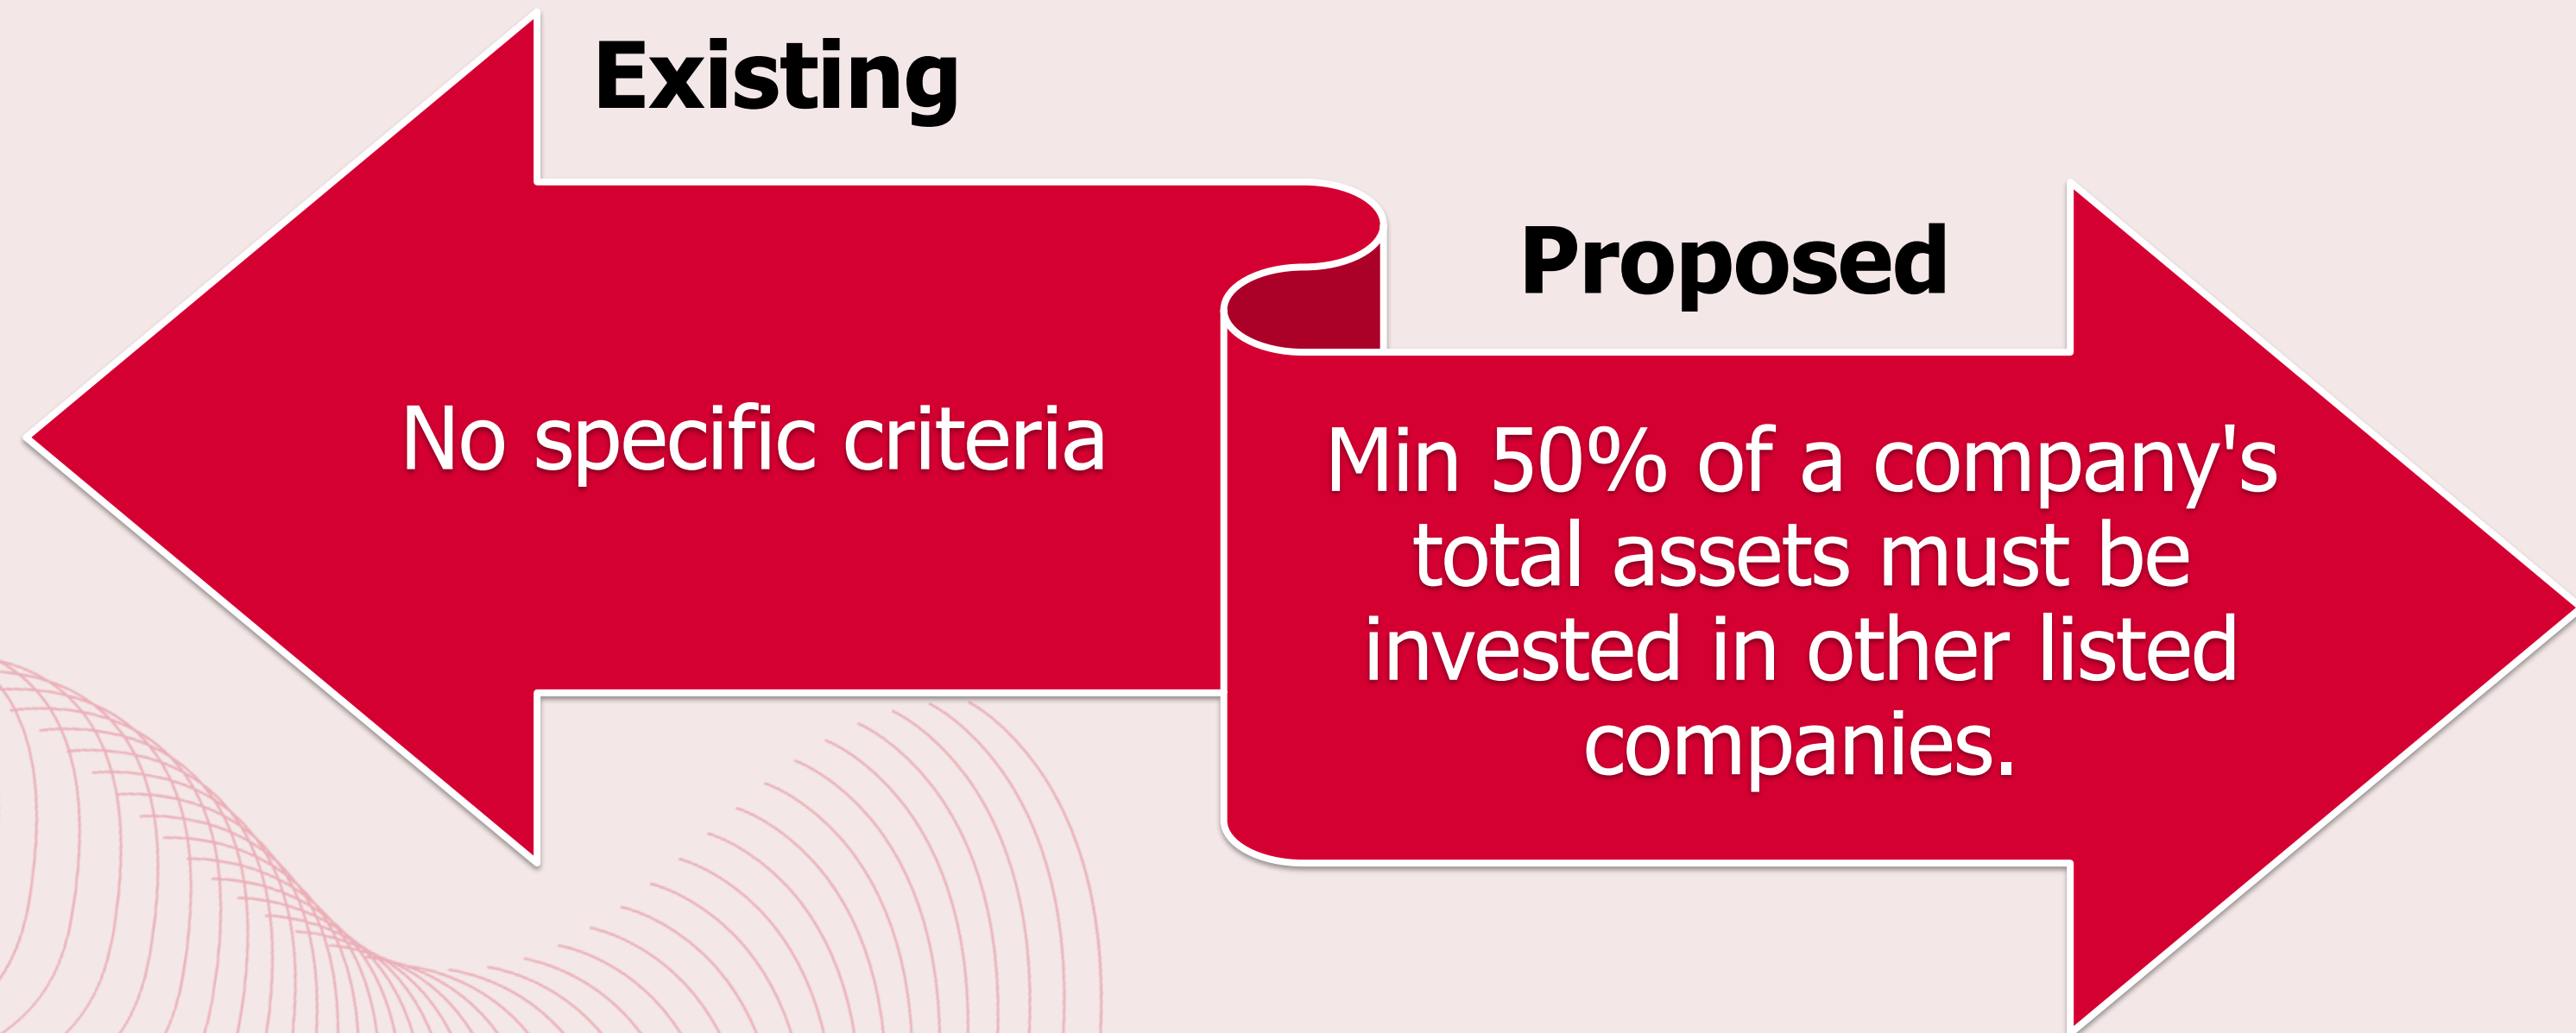 Existing
No specific criteria
Proposed
Min 50% of a company's
total assets must be
invested in other listed
companies.